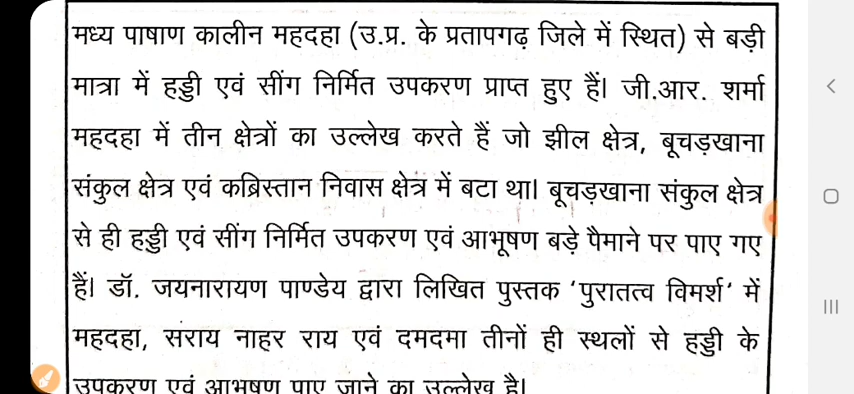 मध्य पाषाण कालीन महदहा (उ.प्र. के प्रतापगढ़ जिले में स्थित) से बड़ी
मात्रा में हड्डी एवं सींग निर्मित उपकरण प्राप्त हुए हैं। जी.आर. शर्मा
महदहा में तीन क्षेत्रों का उल्लेख करते हैं जो झील क्षेत्र, बूचड़खाना
संकुल क्षेत्र एवं कब्रिस्तान निवास क्षेत्र में बटा था। बूचड़खाना संकुल क्षेत्र
से ही हड्डी एवं सींग निर्मित उपकरण एवं आभूषण बड़े पैमाने पर पाए गए
हैं। डॉ. जयनारायण पाण्डेय द्वारा लिखित पुस्तक 'पुरातत्व विमर्श' में
महदहा, सराय नाहर राय एवं दमदमा तीनों ही स्थलों से हड्डी के
उपकरण एवं आभूषण पाए जाने का उल्लेख है।